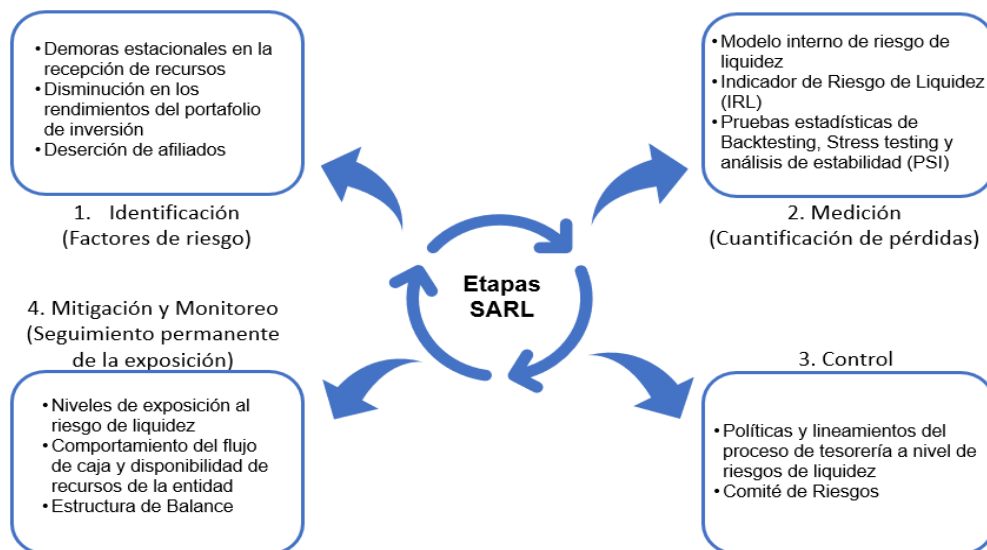 • Demoras estacionales en la
recepción de recursos
• Disminución en los
rendimientos del portafolio
de inversión
• Deserción de afiliados
1. Identificación
(Factores de riesgo)
• Modelo interno de riesgo de
liquidez
• Indicador de Riesgo de Liquidez
(IRL)
• Pruebas estadísticas de
Backtesting, Stress testing y
análisis de estabilidad (PSI)
2. Medición
(Cuantificación de pérdidas)
Etapas
SARL
3. Control
• Políticas y lineamientos del
proceso de tesorería a nivel de
riesgos de liquidez
• Comité de Riesgos
4. Mitigación y Monitoreo
(Seguimiento permanente
de la exposición)
• Niveles de exposición al
riesgo de liquidez
• Comportamiento del flujo
de caja y disponibilidad de
recursos de la entidad
• Estructura de Balance